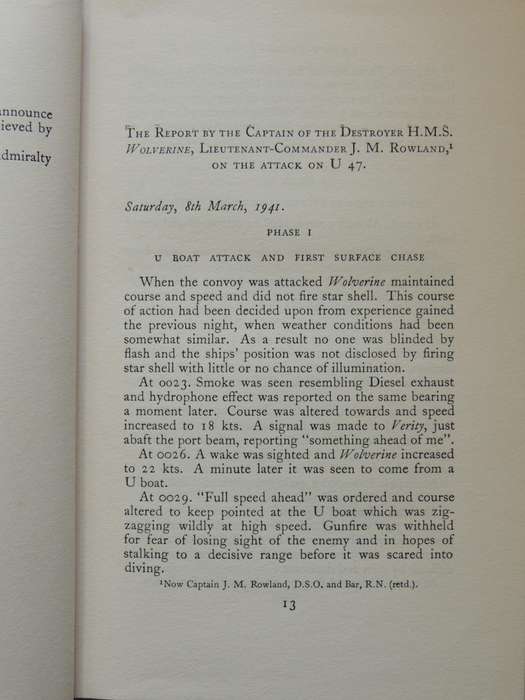 announce
ieved by
dmiralty
The Report by the Captain of the Destroyer H.M.S.
Wolverine, Lieutenant-Commander J. M. Rowland,¹
on the attack on U 47.
Saturday, 8th March, 1941.
PHASE I
U BOAT ATTACK AND FIRST SURFACE CHASE
When the convoy was attacked Wolverine maintained
course and speed and did not fire star shell. This course
of action had been decided upon from experience gained
the previous night, when weather conditions had been
somewhat similar. As a result no one was blinded by
flash and the ships' position was not disclosed by firing
star shell with little or no chance of illumination.
At 0023. Smoke was seen resembling Diesel exhaust
and hydrophone effect was reported on the same bearing
a moment later. Course was altered towards and speed
increased to 18 kts. A signal was made to Verity, just
abaft the port beam, reporting "something ahead of me".
At 0026. A wake was sighted and Wolverine increased
to 22 kts. A minute later it was seen to come from a
U boat.
At 0029. "Full speed ahead" was ordered and course
altered to keep pointed at the U boat which was zig-
zagging wildly at high speed. Gunfire was withheld
for fear of losing sight of the enemy and in hopes of
stalking to a decisive range before it was scared into
diving.
¹Now Captain J. M. Rowland, D.S.O. and Bar, R.N. (retd.).
13